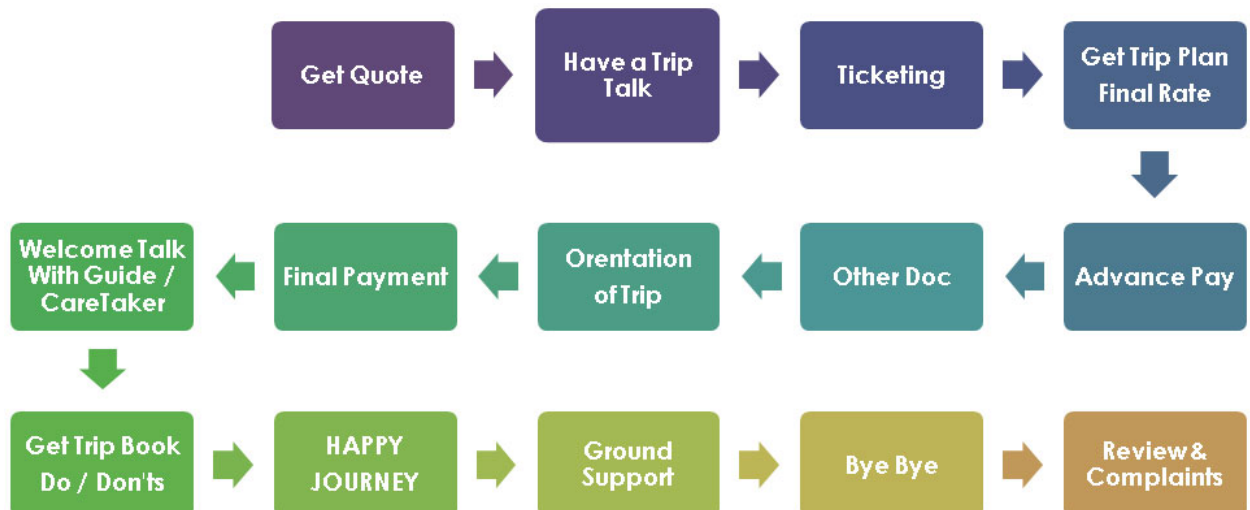 Get Quote
Have a Trip
Talk
Ticketing
Get Trip Plan
Final Rate
Advance Pay
Other Doc
Orentation
of Trip
Final Payment
Welcome Talk
With Guide /
CareTaker
Get Trip Book
Do / Don'ts
HAPPY
JOURNEY
Ground
Support
Bye Bye
Review &
Complaints